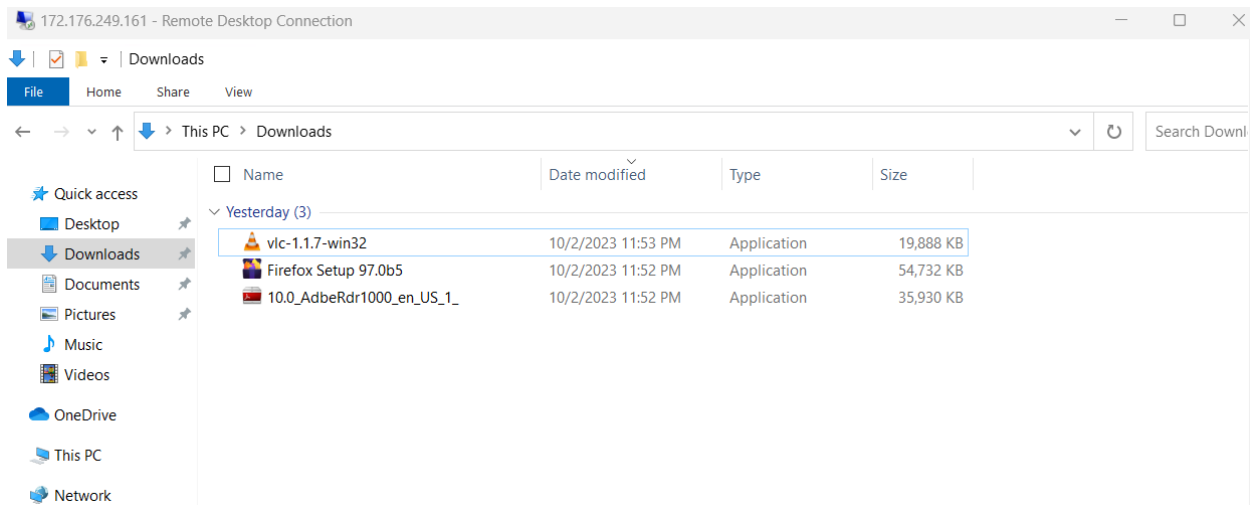 172.176.249.161 - Remote Desktop Connection
Downloads
File Home Share View
This PC > Downloads
Search Downl
Name Date modified Type Size
Quick access
Desktop
Downloads
Documents
Pictures
Music
Videos
OneDrive
This PC
Network
Yesterday (3)
vlc-1.1.7-win32 10/2/2023 11:53 PM Application 19,888 KB
Firefox Setup 97.0b5 10/2/2023 11:52 PM Application 54,732 KB
10.0_AdbeRdr1000_en_US_1_ 10/2/2023 11:52 PM Application 35,930 KB